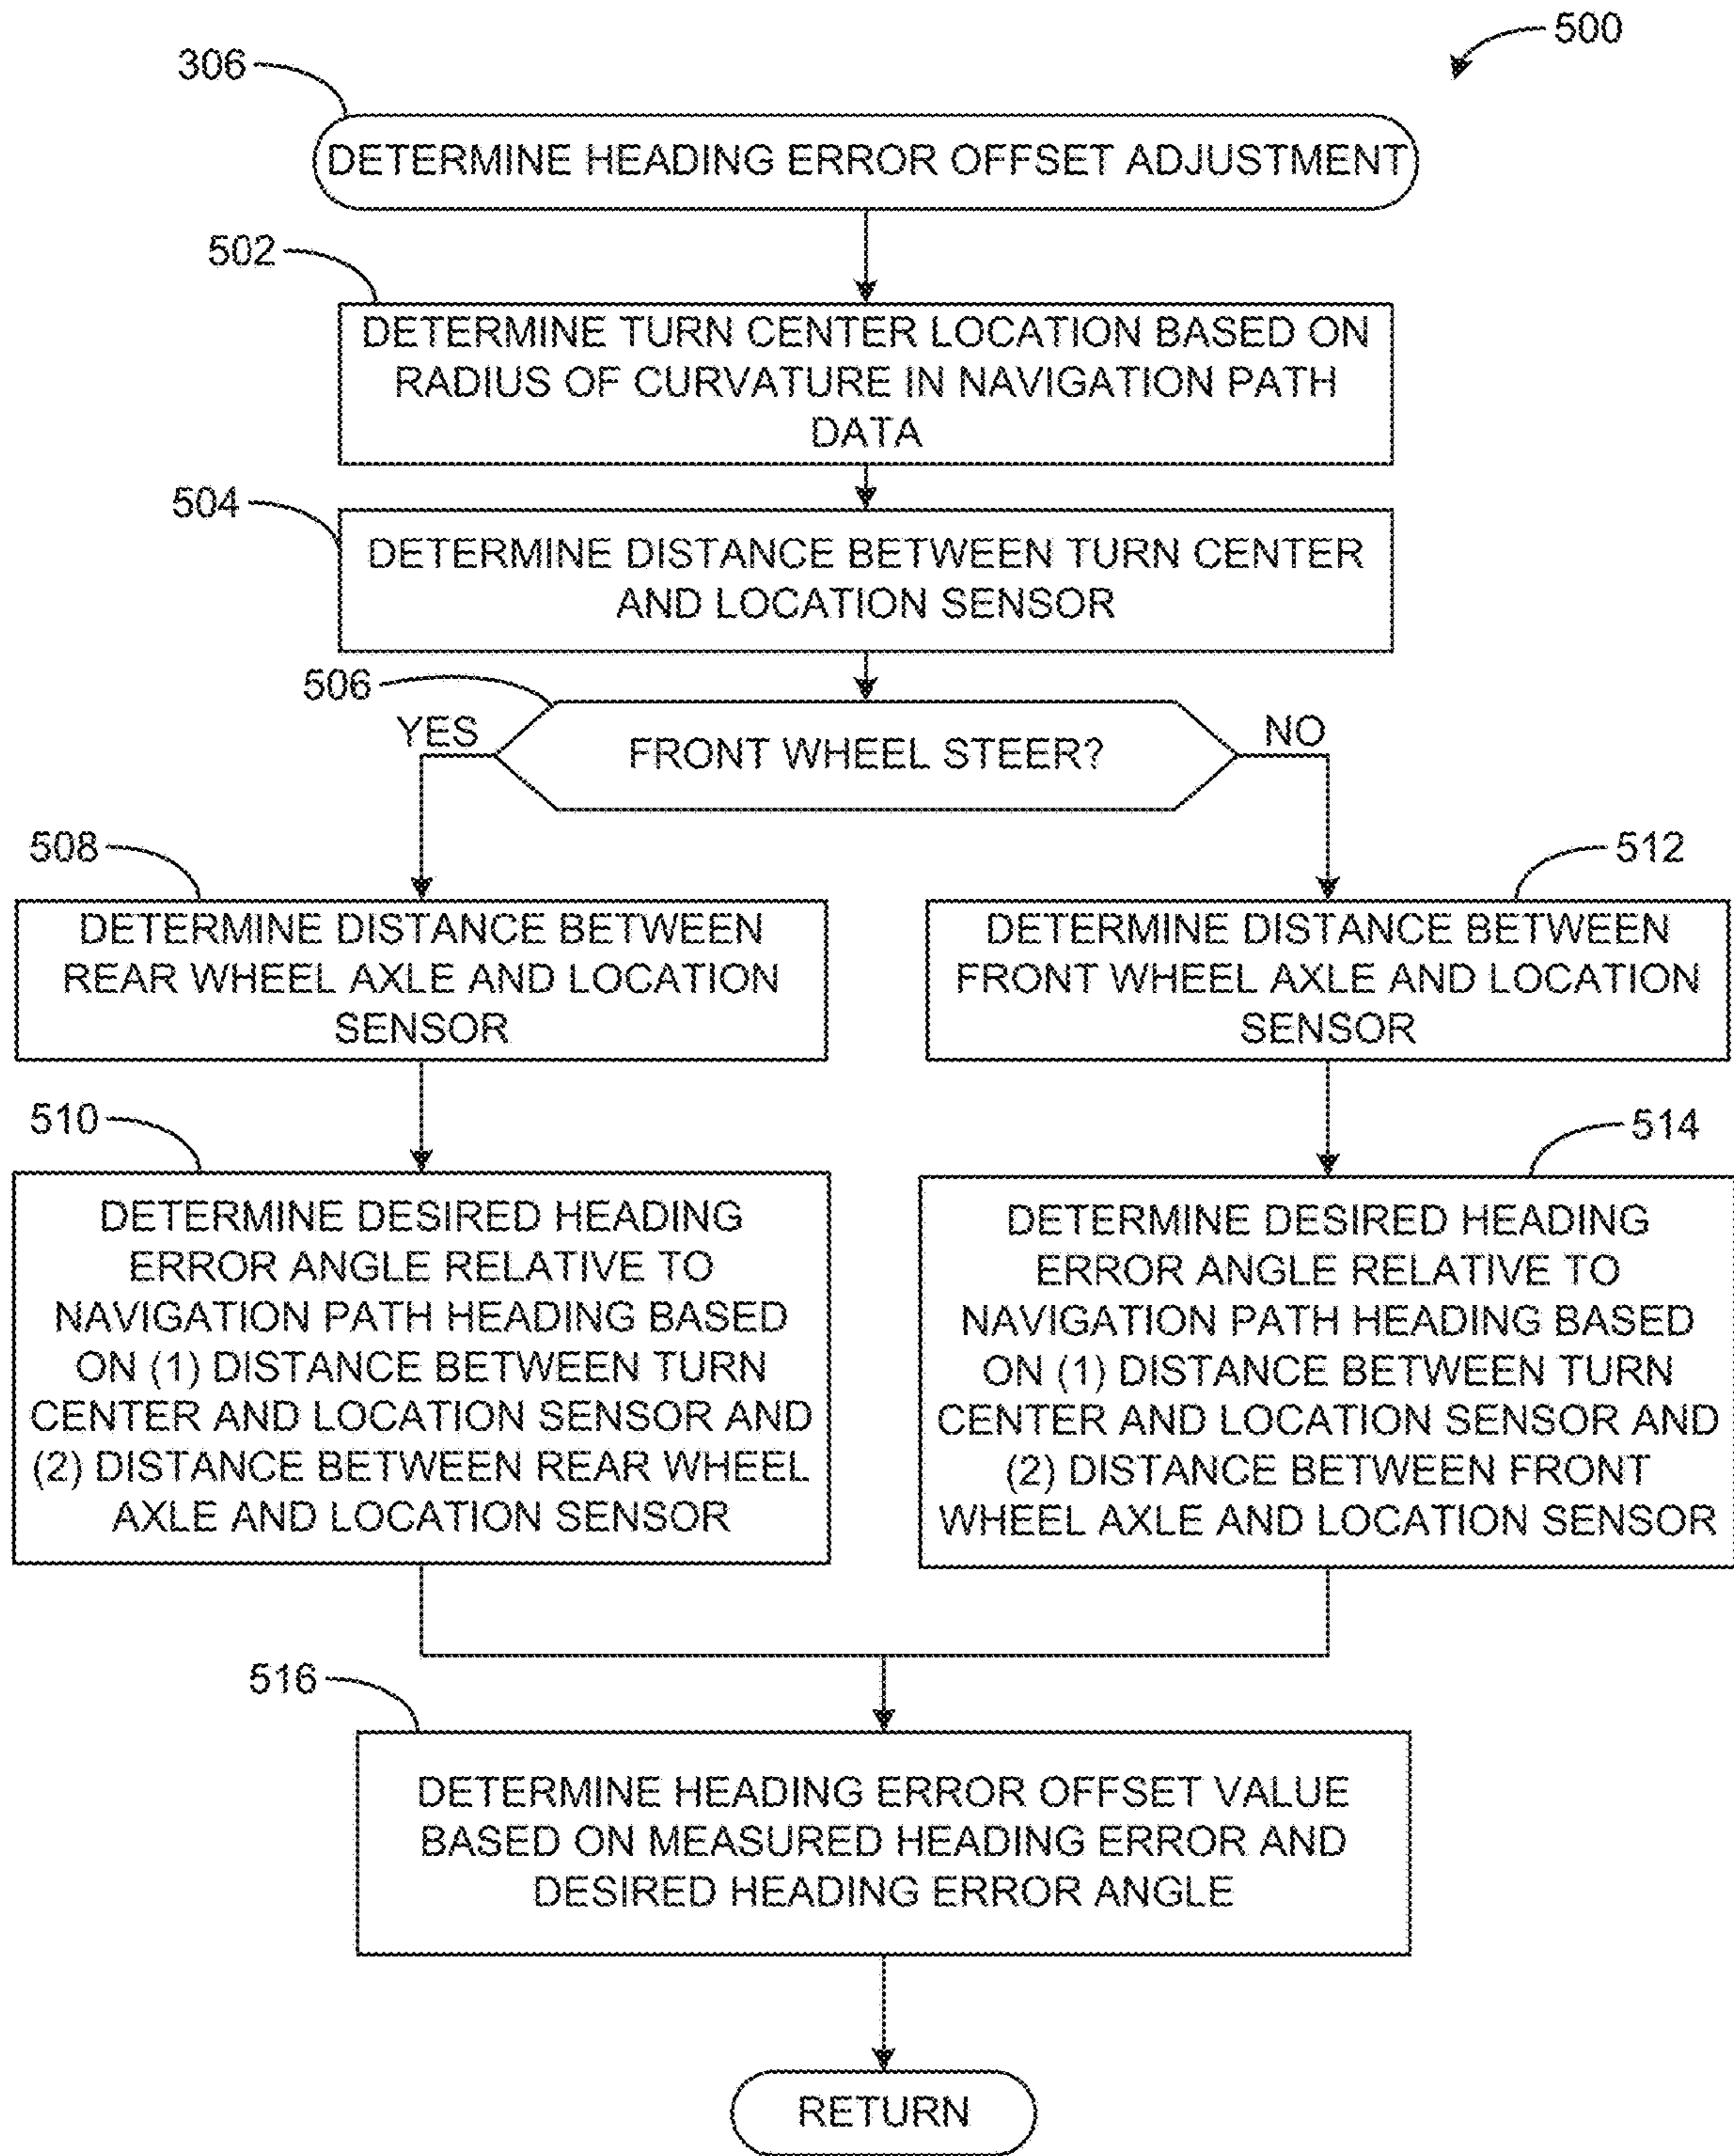 500
306
DETERMINE HEADING ERROR OFFSET ADJUSTMENT
502
DETERMINE TURN CENTER LOCATION BASED ON
RADIUS OF CURVATURE IN NAVIGATION PATH
DATA
504
DETERMINE DISTANCE BETWEEN TURN CENTER
AND LOCATION SENSOR
506
YES
FRONT WHEEL STEER?
NO
508
DETERMINE DISTANCE BETWEEN
REAR WHEEL AXLE AND LOCATION
SENSOR
512
DETERMINE DISTANCE BETWEEN
FRONT WHEEL AXLE AND LOCATION
SENSOR
510
DETERMINE DESIRED HEADING
ERROR ANGLE RELATIVE TO
NAVIGATION PATH HEADING BASED
ON (1) DISTANCE BETWEEN TURN
CENTER AND LOCATION SENSOR AND
(2) DISTANCE BETWEEN REAR WHEEL
AXLE AND LOCATION SENSOR
514
DETERMINE DESIRED HEADING
ERROR ANGLE RELATIVE TO
NAVIGATION PATH HEADING BASED
ON (1) DISTANCE BETWEEN TURN
CENTER AND LOCATION SENSOR AND
(2) DISTANCE BETWEEN FRONT
WHEEL AXLE AND LOCATION SENSOR
516
DETERMINE HEADING ERROR OFFSET VALUE
BASED ON MEASURED HEADING ERROR AND
DESIRED HEADING ERROR ANGLE
RETURN